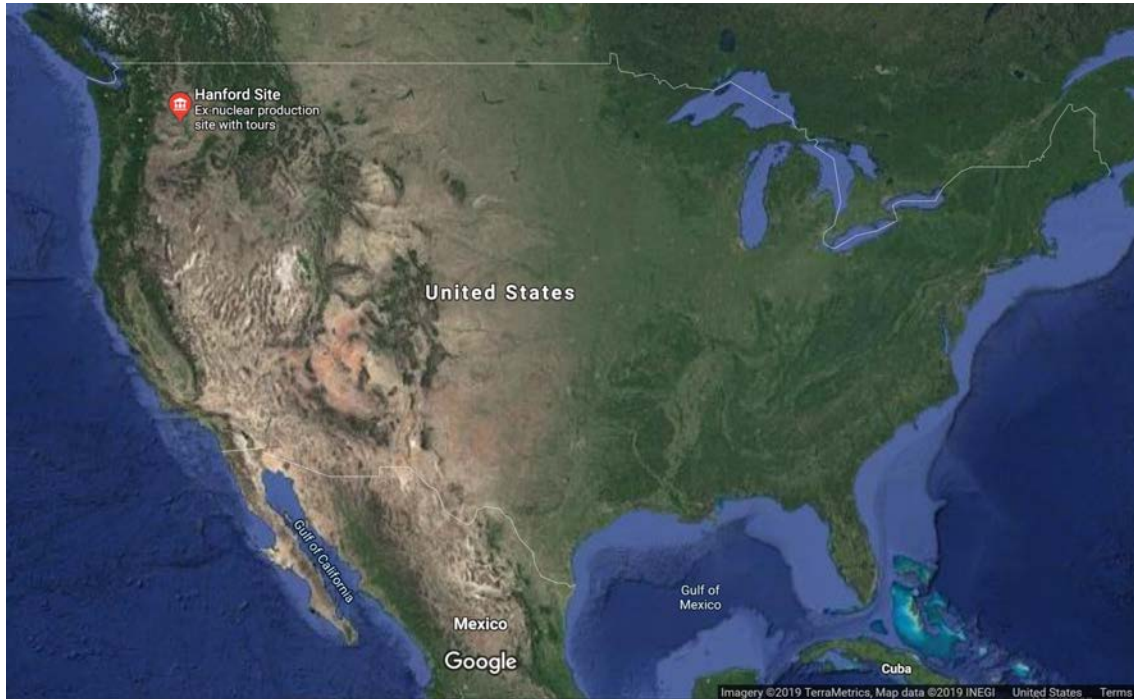 Hanford Site
Ex-nuclear production
site with tours
United States
Gulf of California
Gulf of
Mexico
Mexico
Google
Cuba
Imagery ©2019 TerraMetrics, Map data ©2019 INEGI United States Terms